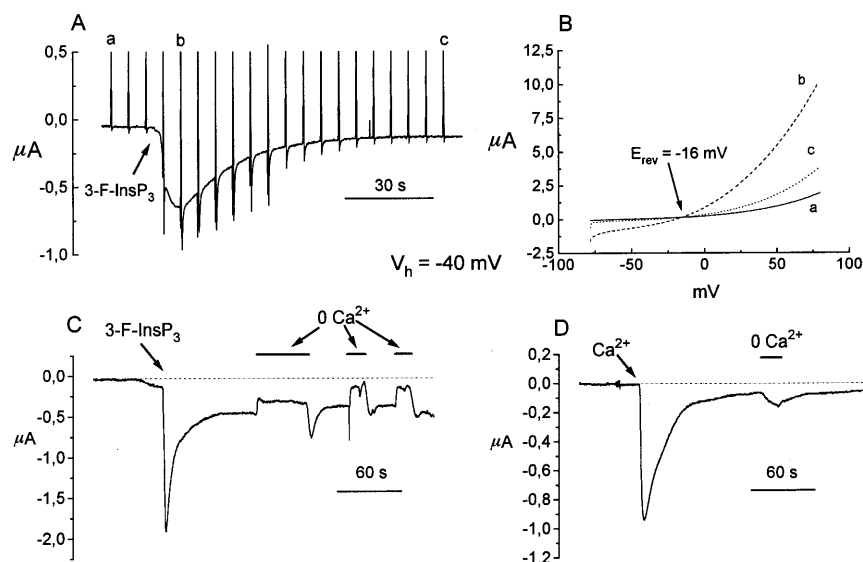 A
a
b
c
0,5
0,0
-0,5
-1,0
µA
3-F-InsP₃
30 s
V_h = -40 mV
B
12,5
10,0
7,5
5,0
2,5
0,0
-2,5
µA
b
c
a
E_rev = -16 mV
-100
-50
0
50
100
mV
C
3-F-InsP₃
0 Ca²⁺
0,0
-0,5
-1,0
-1,5
-2,0
µA
60 s
D
Ca²⁺
0 Ca²⁺
0,2
0,0
-0,2
-0,4
-0,6
-0,8
-1,0
-1,2
µA
60 s